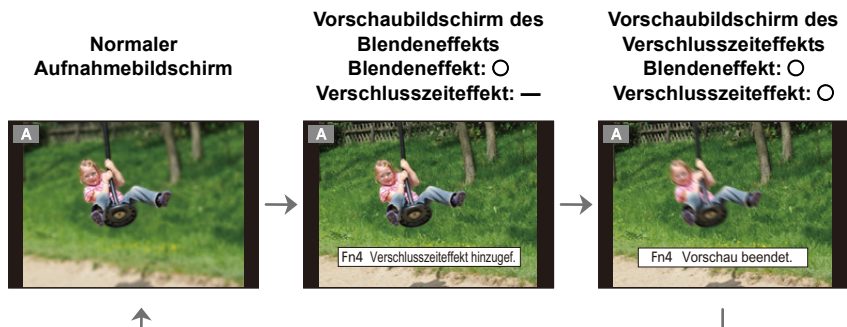 Normaler
Aufnahmebildschirm
Vorschaubildschirm des
Blendeneffekts
Blendeneffekt: ○
Verschlusszeiteffekt: —
Vorschaubildschirm des
Verschlusszeiteffekts
Blendeneffekt: ○
Verschlusszeiteffekt: ○
A
A
Fn4 Verschlusszeiteffekt hinzugef.
A
Fn4 Vorschau beendet.